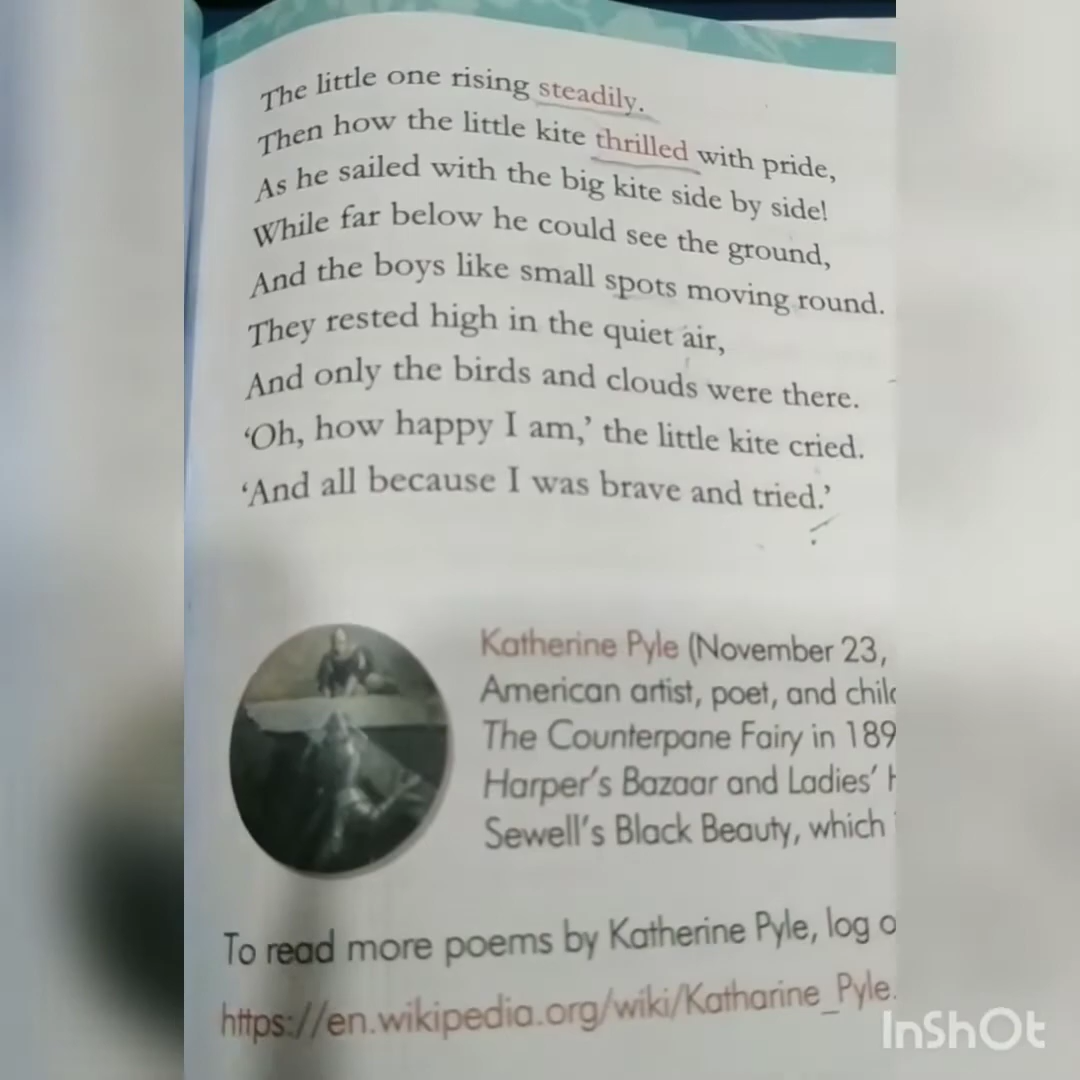 The little one rising steadily.
Then how the little kite thrilled with pride,
As he sailed with the big kite side by side!
While far below he could see the ground,
And the boys like small spots moving round.
They rested high in the quiet air,
And only the birds and clouds were there.
‘Oh, how happy I am,’ the little kite cried.
‘And all because I was brave and tried.’
Katherine Pyle (November 23,
American artist, poet, and chil
The Counterpane Fairy in 189
Harper’s Bazaar and Ladies’ H
Sewell’s Black Beauty, which
To read more poems by Katherine Pyle, log o
https://en.wikipedia.org/wiki/Katharine_Pyle.
InShOt